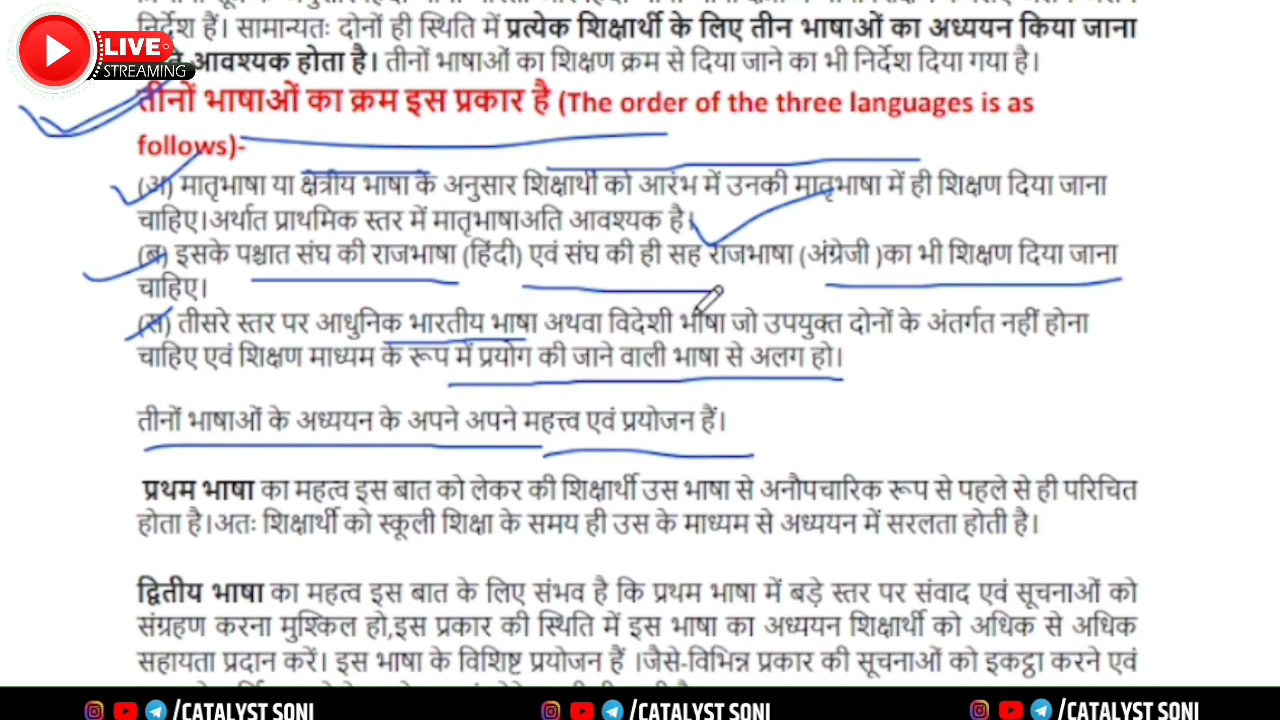 निर्देश हैं। सामान्यतः दोनों ही स्थिति में प्रत्येक शिक्षार्थी के लिए तीन भाषाओं का अध्ययन किया जाना
LIVE
STREAMING
आवश्यक होता है। तीनों भाषाओं का शिक्षण क्रम से दिया जाने का भी निर्देश दिया गया है।
तीनों भाषाओं का क्रम इस प्रकार है (The order of the three languages is as
follows)-
(अ) मातृभाषा या क्षेत्रीय भाषा के अनुसार शिक्षार्थी को आरंभ में उनकी मातृभाषा में ही शिक्षण दिया जाना
चाहिए।अर्थात प्राथमिक स्तर में मातृभाषाअति आवश्यक है।
(ब) इसके पश्चात संघ की राजभाषा (हिंदी) एवं संघ की ही सह राजभाषा (अंग्रेजी )का भी शिक्षण दिया जाना
चाहिए।
(स) तीसरे स्तर पर आधुनिक भारतीय भाषा अथवा विदेशी भाषा जो उपयुक्त दोनों के अंतर्गत नहीं होना
चाहिए एवं शिक्षण माध्यम के रूप में प्रयोग की जाने वाली भाषा से अलग हो।
तीनों भाषाओं के अध्ययन के अपने अपने महत्त्व एवं प्रयोजन हैं।
प्रथम भाषा का महत्व इस बात को लेकर की शिक्षार्थी उस भाषा से अनौपचारिक रूप से पहले से ही परिचित
होता है।अतः शिक्षार्थी को स्कूली शिक्षा के समय ही उस के माध्यम से अध्ययन में सरलता होती है।
द्वितीय भाषा का महत्व इस बात के लिए संभव है कि प्रथम भाषा में बड़े स्तर पर संवाद एवं सूचनाओं को
संग्रहण करना मुश्किल हो,इस प्रकार की स्थिति में इस भाषा का अध्ययन शिक्षार्थी को अधिक से अधिक
सहायता प्रदान करें। इस भाषा के विशिष्ट प्रयोजन हैं ।जैसे-विभिन्न प्रकार की सूचनाओं को इकट्ठा करने एवं
/CATALYST SONI /CATALYST SONI /CATALYST SONI